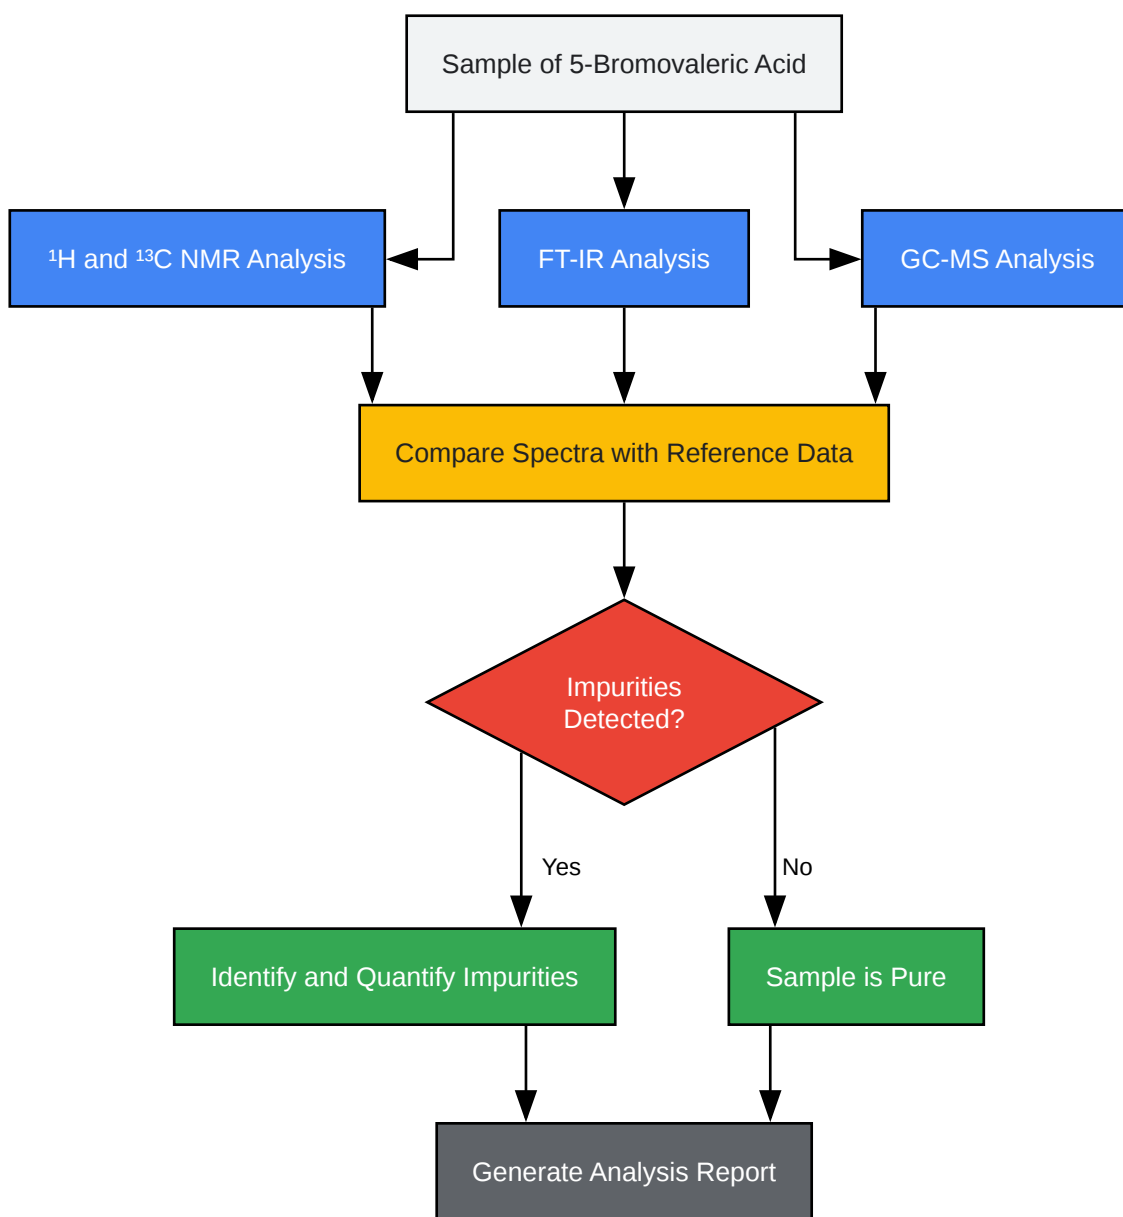 Sample of 5-Bromovaleric Acid
¹H and ¹³C NMR Analysis
FT-IR Analysis
GC-MS Analysis
Compare Spectra with Reference Data
Impurities
Detected?
Yes
No
Identify and Quantify Impurities
Sample is Pure
Generate Analysis Report